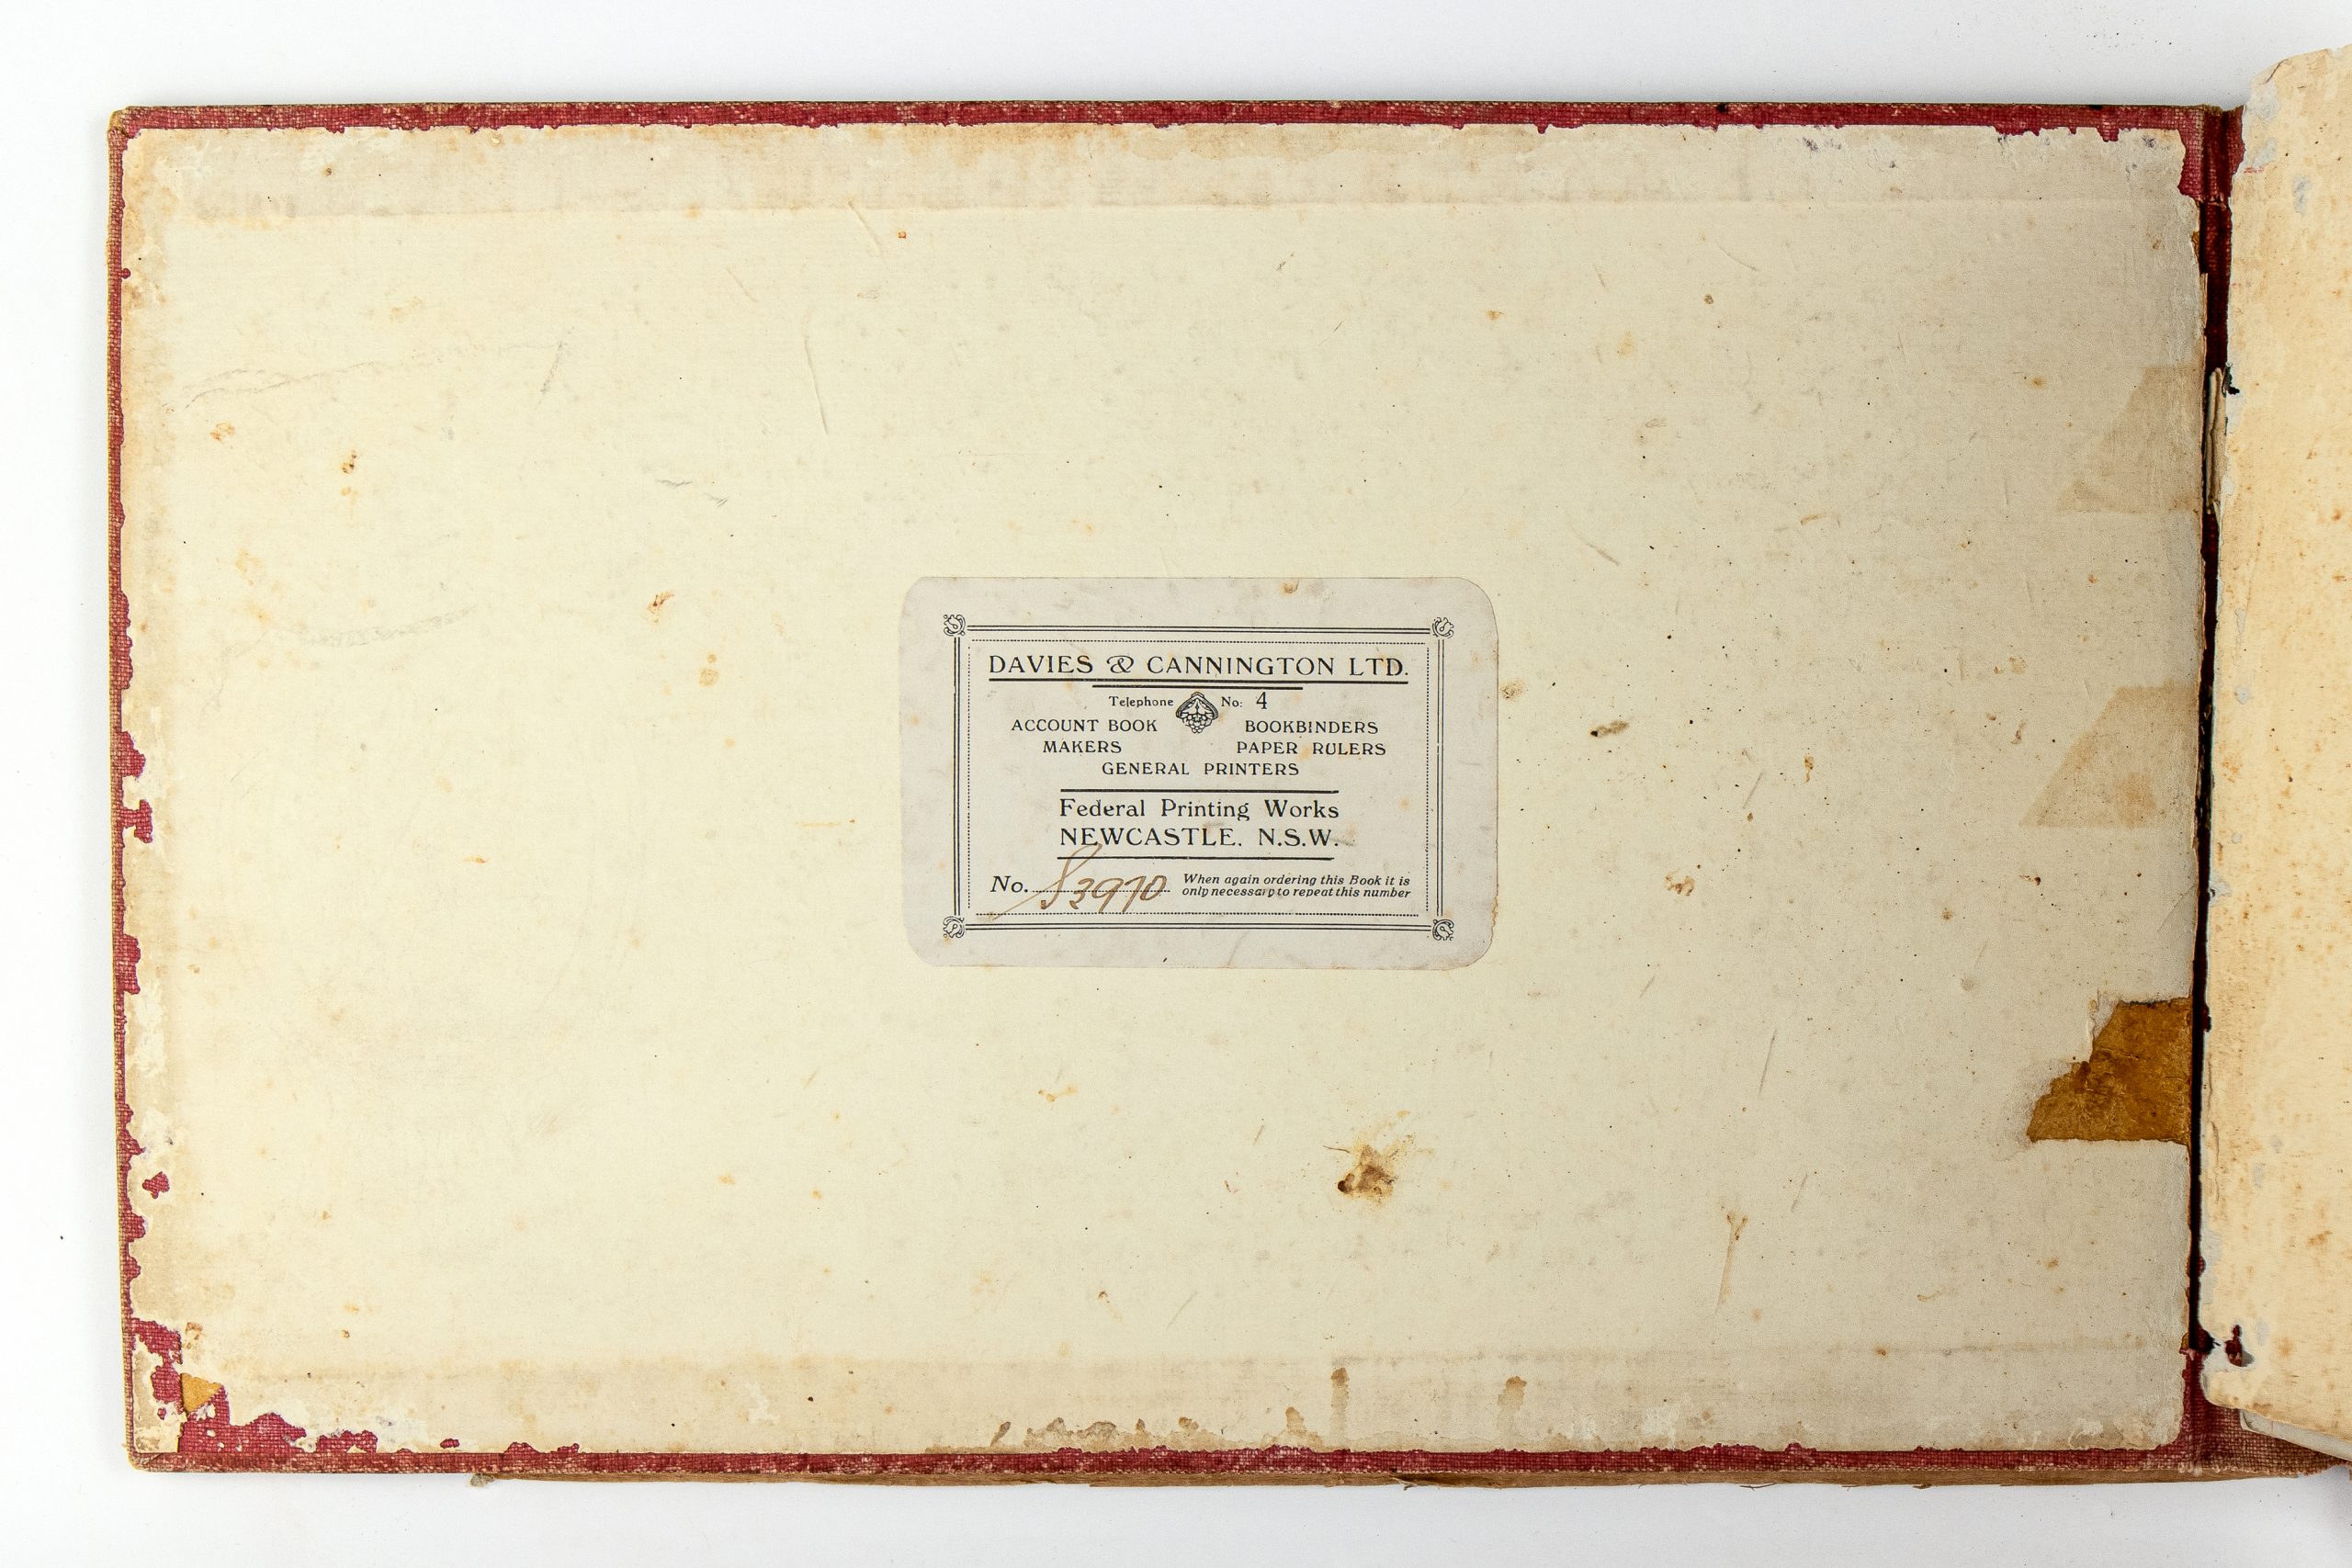 DAVIES & CANNINGTON LTD.
Telephone No: 4
ACCOUNT BOOK BOOKBINDERS
MAKERS PAPER RULERS
GENERAL PRINTERS
Federal Printing Works
NEWCASTLE. N.S.W.
No. S3970 When again ordering this Book it is
only necessary to repeat this number